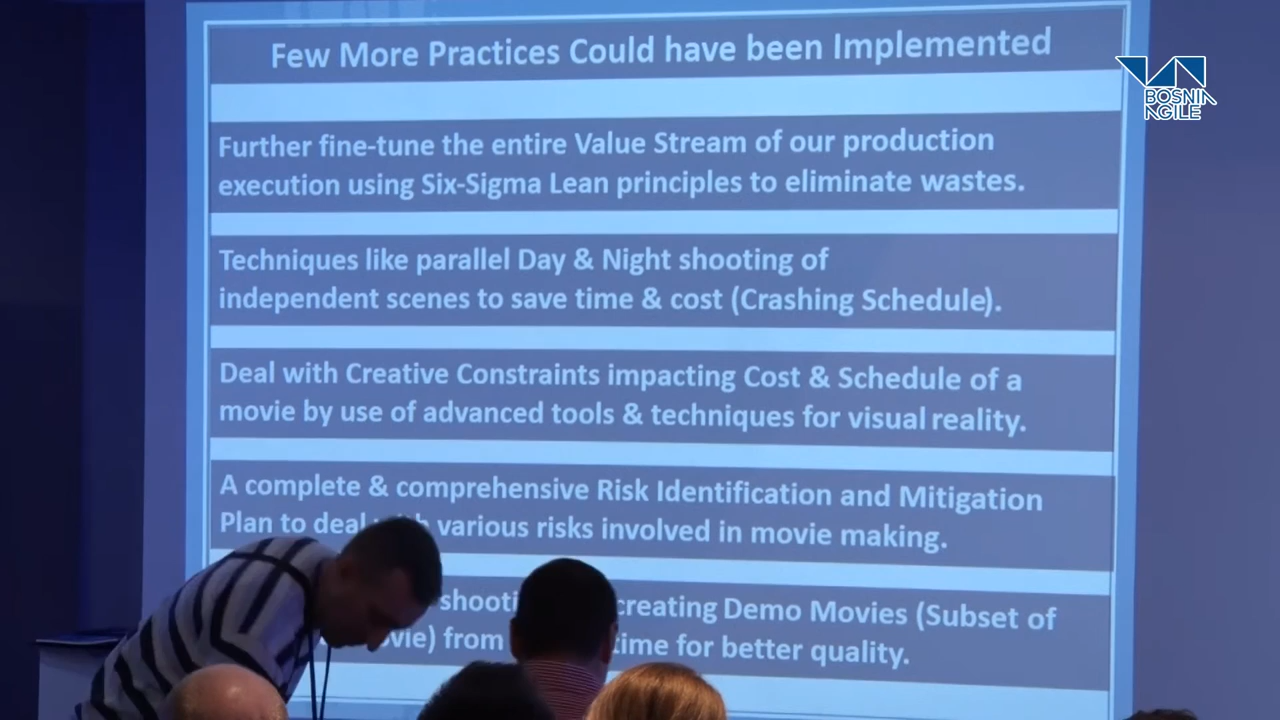 Few More Practices Could have been Implemented
BOSNIA
AGILE
Further fine-tune the entire Value Stream of our production
execution using Six-Sigma Lean principles to eliminate wastes.
Techniques like parallel Day & Night shooting of
independent scenes to save time & cost (Crashing Schedule).
Deal with Creative Constraints impacting Cost & Schedule of a
movie by use of advanced tools & techniques for visual reality.
A complete & comprehensive Risk Identification and Mitigation
Plan to deal various risks involved in movie making.
creating Demo Movies (Subset of
from time for better quality.